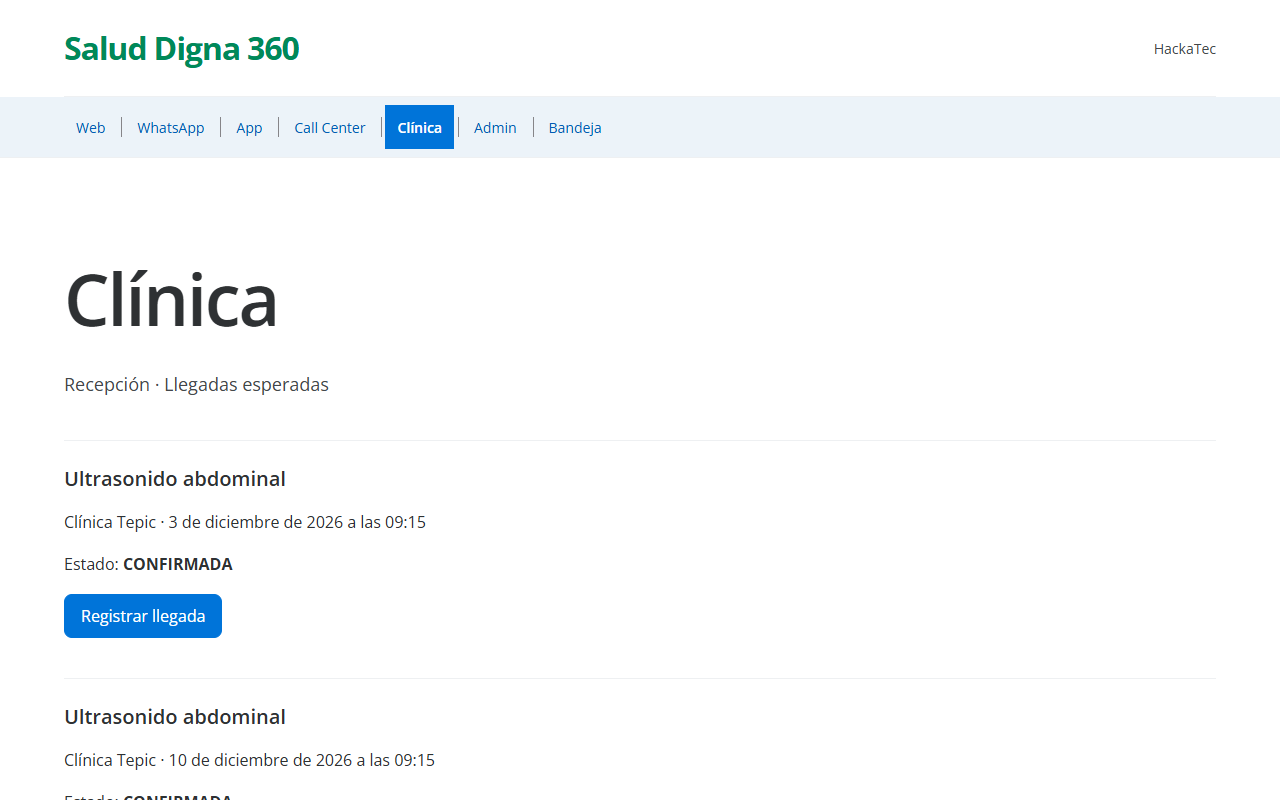 Salud Digna 360
HackaTec
Web
WhatsApp
App
Call Center
Clínica
Admin
Bandeja
Clínica
Recepción · Llegadas esperadas
Ultrasonido abdominal
Clínica Tepic · 3 de diciembre de 2026 a las 09:15
Estado: CONFIRMADA
Registrar llegada
Ultrasonido abdominal
Clínica Tepic · 10 de diciembre de 2026 a las 09:15
Estado: CONFIRMADA